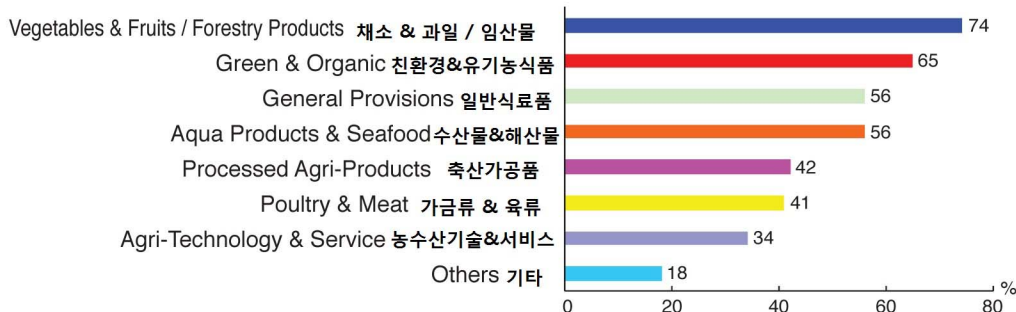 Vegetables & Fruits / Forestry Products 채소 & 과일 / 임산물 74
Green & Organic 친환경&유기농식품 65
General Provisions 일반식료품 56
Aqua Products & Seafood 수산물&해산물 56
Processed Agri-Products 축산가공품 42
Poultry & Meat 가금류 & 육류 41
Agri-Technology & Service 농수산기술&서비스 34
Others 기타 18
%
0 20 40 60 80